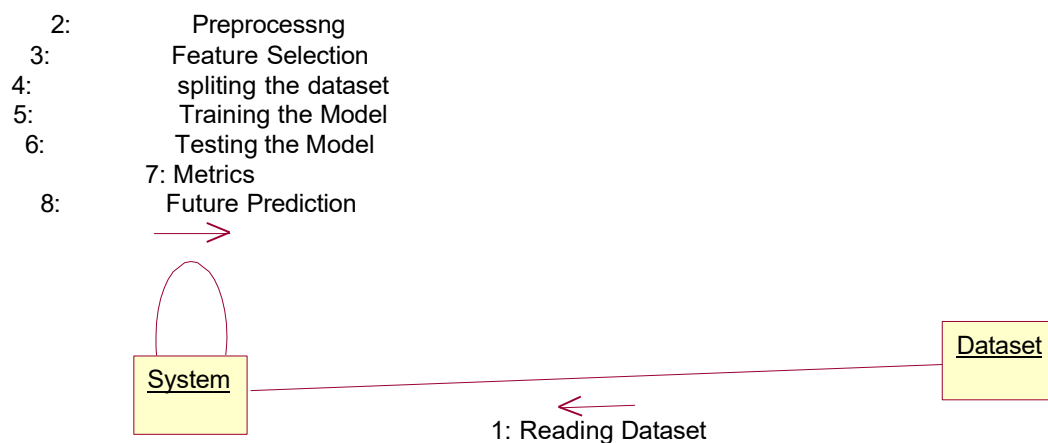 2: Preprocessng
3: Feature Selection
4: spliting the dataset
5: Training the Model
6: Testing the Model
7: Metrics
8: Future Prediction
Dataset
System
1: Reading Dataset